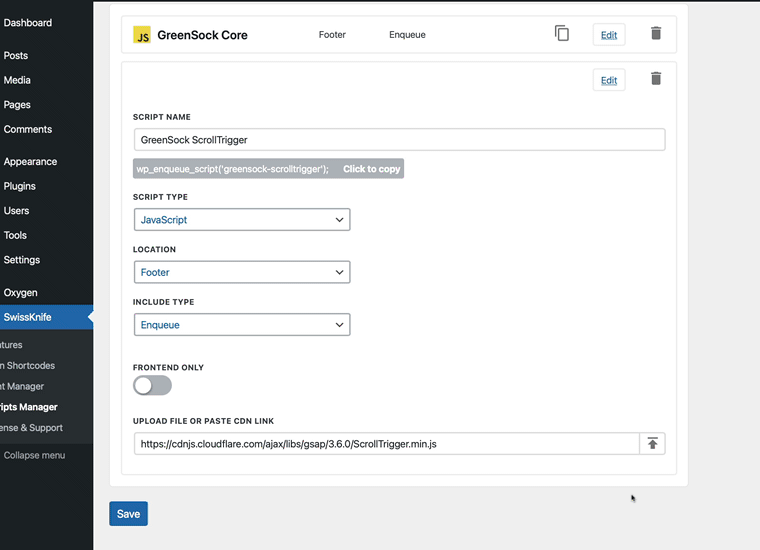 Dashboard
Posts
Media
Pages
Comments
Appearance
Plugins
Users
Tools
Settings
Oxygen
SwissKnife
tures
n Shortcodes
nt Manager
ripts Manager
ense & Support
Collapse menu
JS GreenSock Core Footer Enqueue Edit
Edit
SCRIPT NAME
GreenSock ScrollTrigger
wp_enqueue_script('greensock-scrolltrigger'); Click to copy
SCRIPT TYPE
JavaScript
LOCATION
Footer
INCLUDE TYPE
Enqueue
FRONTEND ONLY
UPLOAD FILE OR PASTE CDN LINK
https://cdnjs.cloudflare.com/ajax/libs/gsap/3.6.0/ScrollTrigger.min.js
Save